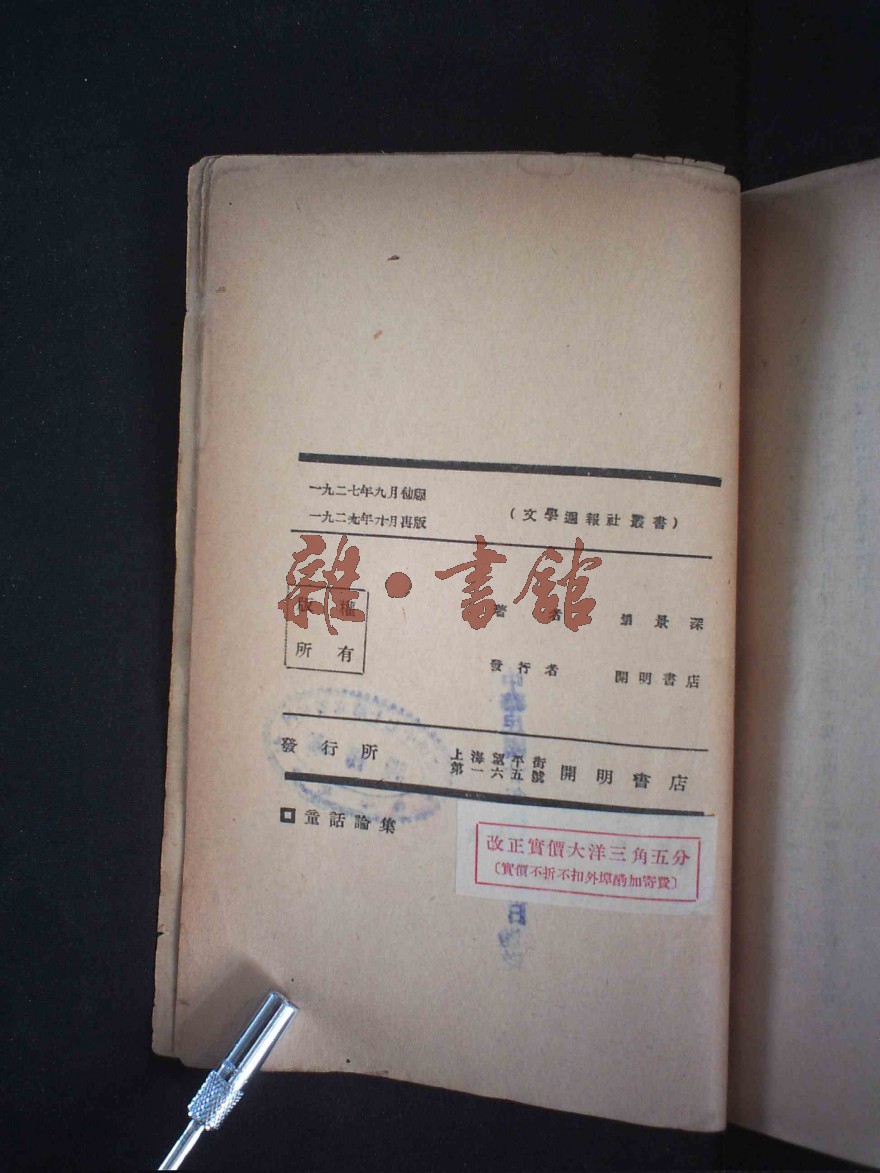 一九二七年九月初版
一九二九年十月再版
(文學週報社叢書)
雜·書館
版權
所有
著者 趙景深
發行者 開明書店
發行所 上海望平街第一六五號 開明書店
童話論集
改正實價大洋三角五分
〔實價不折不扣外埠酌加寄費〕